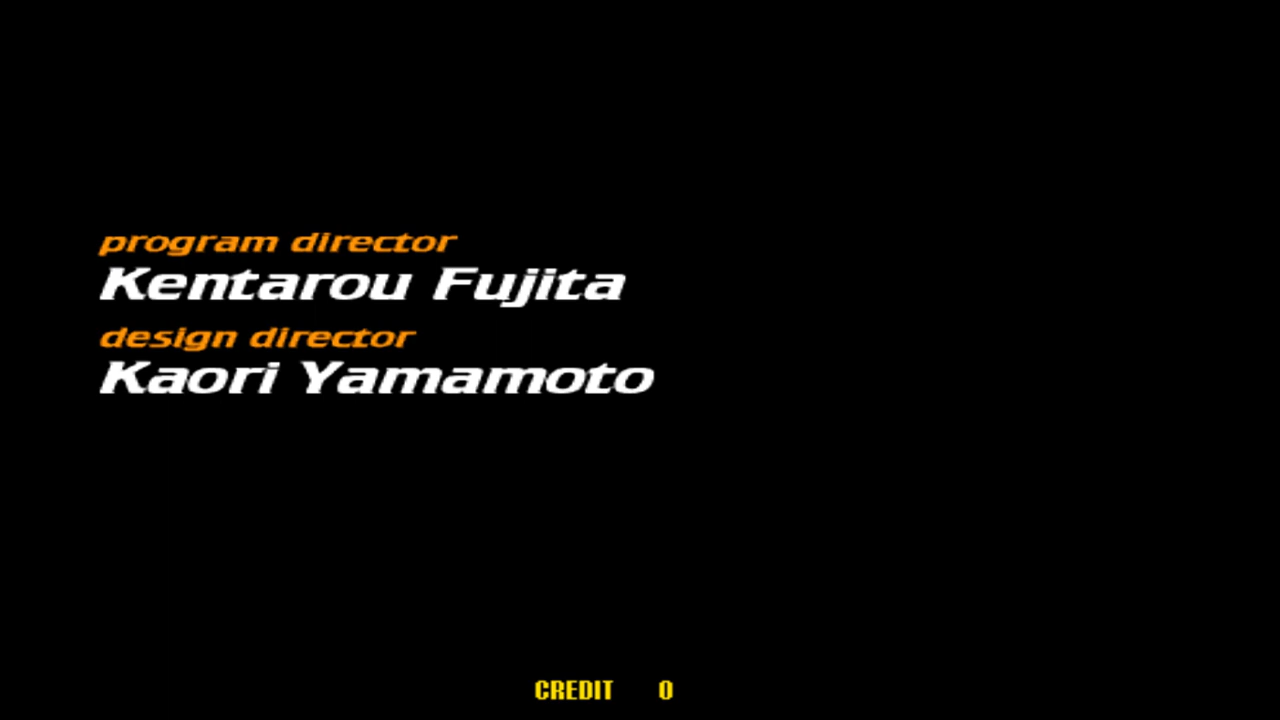 program director
Kentarou Fujita
design director
Kaori Yamamoto
CREDIT 0